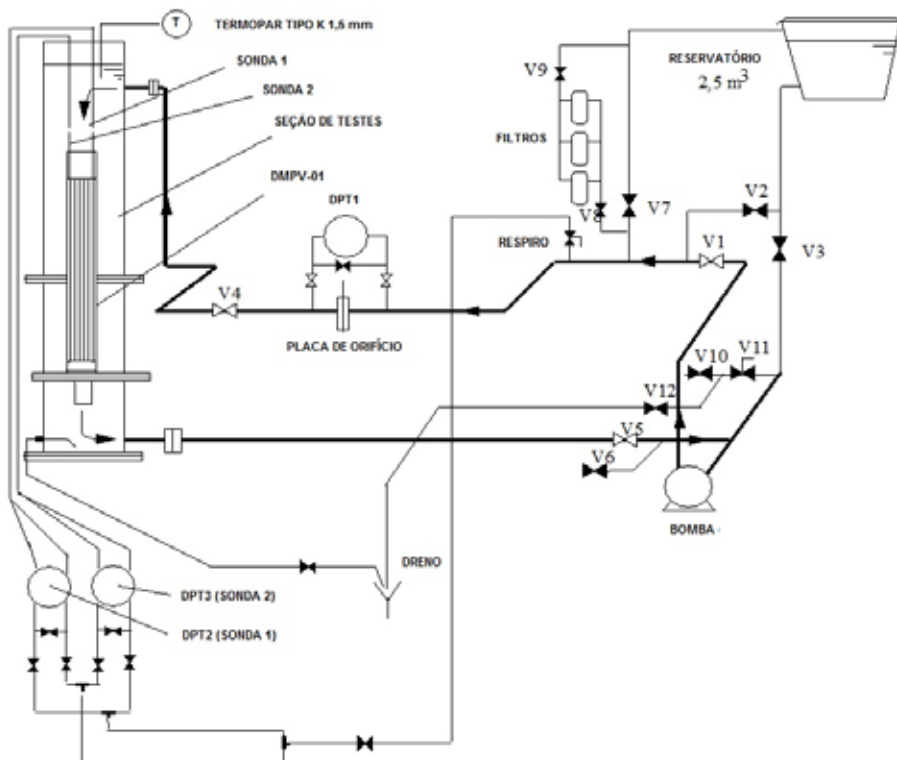 T
TERMOPAR TIPO K 1,5 mm
SONDA 1
SONDA 2
SEÇÃO DE TESTES
DMPV-01
DPT1
V9
FILTROS
V8
V7
RESPIRO
RESERVATÓRIO
2,5 m³
V2
V1
V3
V4
PLACA DE ORIFÍCIO
V10
V11
V12
V5
V6
BOMBA
DRENO
DPT3 (SONDA 2)
DPT2 (SONDA 1)